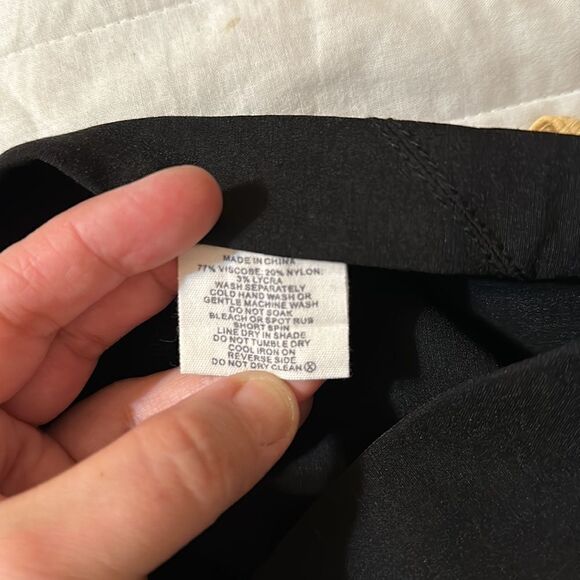 MADE IN CHINA
77% VISCOSE: 20% NYLON:
3% LYCRA
WASH SEPARATELY
COLD HAND WASH OR
GENTLE MACHINE WASH
DO NOT SOAK
BLEACH OR SPOT RUB
SHORT SPIN
LINE DRY IN SHADE
DO NOT TUMBLE DRY
COOL IRON ON
REVERSE SIDE
DO NOT DRY CLEAN Ⓧ